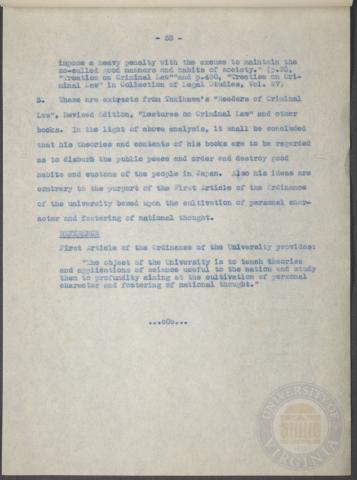 - 33 -
impose a heavy penalty with the excuse to maintain the
so-called good manners and habits of society." (p.70,
"Treatise on Criminal Law" and p.480, "Treatise on Cri-
minal Law" in Collection of Legal Studies, Vol. 27)
3. These are extracts from Yukikawa's "Readers of Criminal
Law", Revised Edition, "Lectures on Criminal Law" and other
books. In the light of above analysis, it shall be concluded
that his theories and contents of his books are to be regarded
as to disturb the public peace and order and destroy good
habits and customs of the people in Japan. Also his ideas are
contrary to the purport of the First Article of the Ordinance
of the university based upon the cultivation of personal char-
acter and fostering of national thought.
REFERENCE
First Article of the Ordinance of the University provides:
"The object of the University is to teach theories
and applications of science useful to the nation and study
them to profundity aiming at the cultivation of personal
character and fostering of national thought."
...oOo...
UNIVERSITY OF VIRGINIA